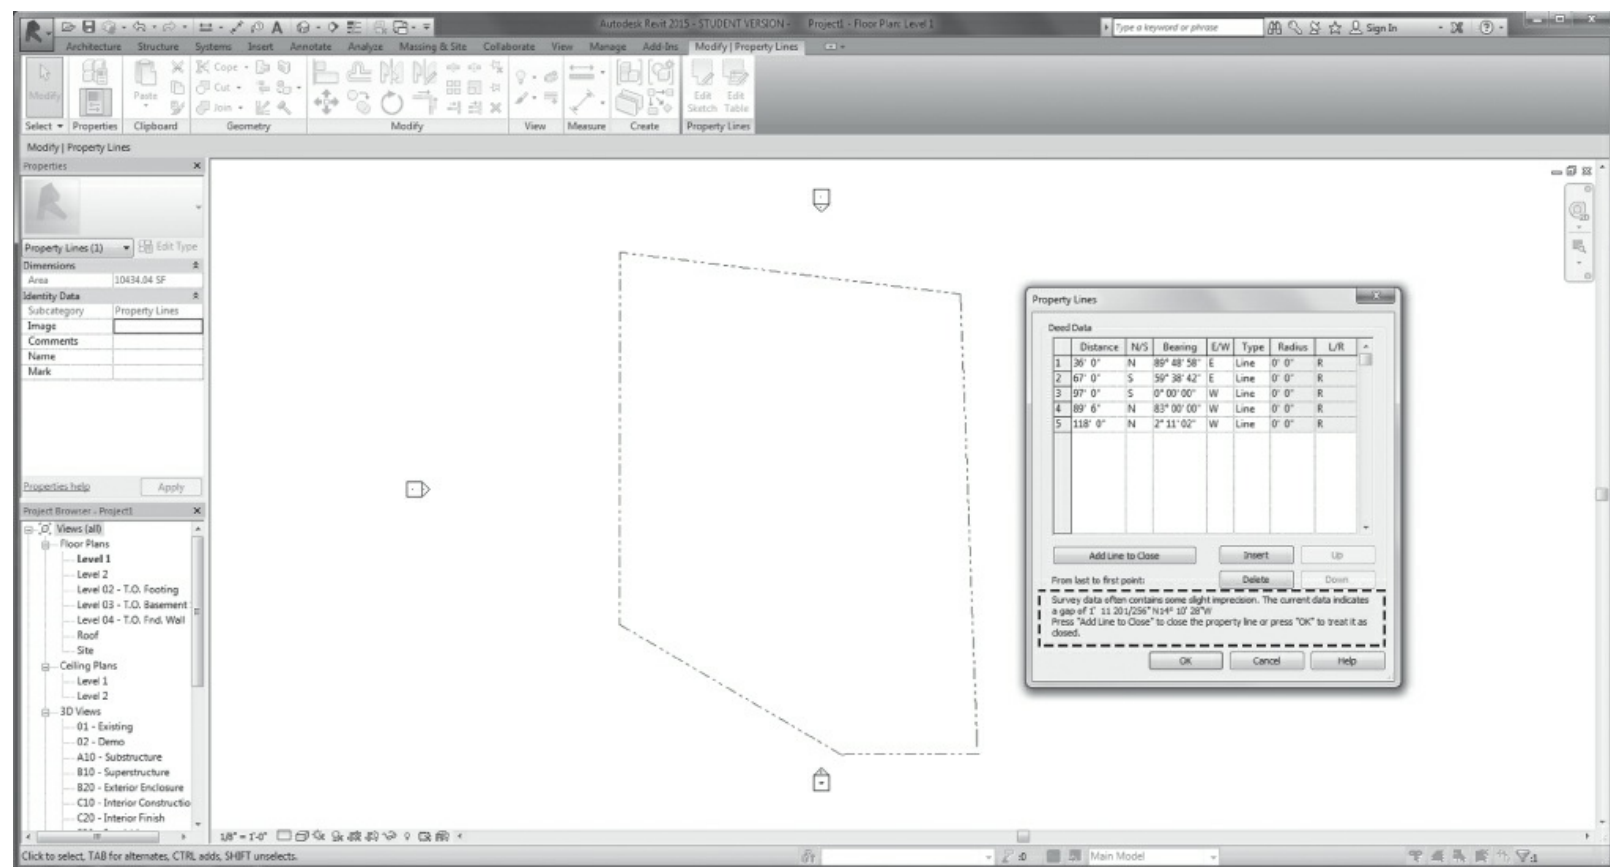 Autodesk Revit 2015 - STUDENT VERSION - Project1 - Floor Plan: Level 1
Type a keyword or phrase
Sign In
Architecture Structure Systems Insert Annotate Analyze Massing & Site Collaborate View Manage Add-Ins Modify | Property Lines
Modify
Paste
Cope
Cut
Join
Edit Sketch
Edit Table
Select Properties Clipboard Geometry Modify View Measure Create Property Lines
Modify | Property Lines
Properties
Property Lines (1) Edit Type
Dimensions
Area 10434.04 SF
Identity Data
Subcategory Property Lines
Image
Comments
Name
Mark
Properties help Apply
Project Browser - Project1
Views (all)
Floor Plans
Level 1
Level 2
Level 02 - T.O. Footing
Level 03 - T.O. Basement
Level 04 - T.O. Fnd. Wall
Roof
Site
Ceiling Plans
Level 1
Level 2
3D Views
01 - Existing
02 - Demo
A10 - Substructure
B10 - Superstructure
B20 - Exterior Enclosure
C10 - Interior Constructio
C20 - Interior Finish
Property Lines
Deed Data
Distance N/S Bearing E/W Type Radius L/R
1 36' 0" N 89° 48' 58" E Line 0' 0" R
2 67' 0" S 59° 38' 42" E Line 0' 0" R
3 97' 0" S 0° 00' 00" W Line 0' 0" R
4 89' 6" N 83° 00' 00" W Line 0' 0" R
5 118' 0" N 2° 11' 02" W Line 0' 0" R
Add Line to Close Insert Up
From last to first point: Delete Down
Survey data often contains some slight imprecision. The current data indicates
a gap of 1' 11 201/256" N14° 10' 28"W
Press "Add Line to Close" to close the property line or press "OK" to treat it as
closed.
OK Cancel Help
1/8" = 1'-0"
Click to select, TAB for alternates, CTRL adds, SHIFT unselects.
:0
Main Model
:1